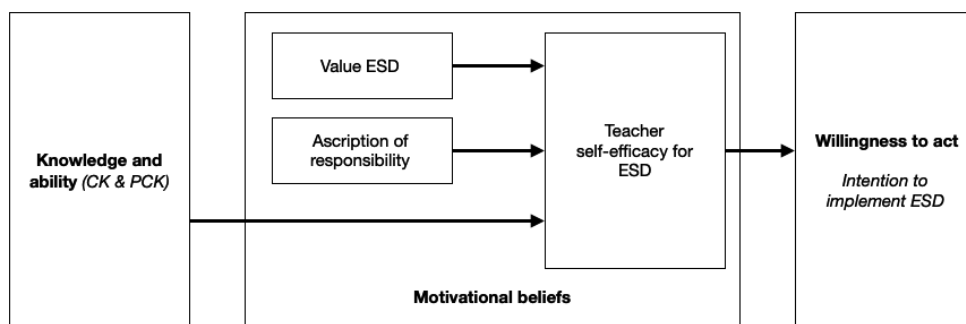 Knowledge and
ability (CK & PCK)
Value ESD
Ascription of
responsibility
Teacher
self-efficacy for
ESD
Motivational beliefs
Willingness to act
Intention to
implement ESD